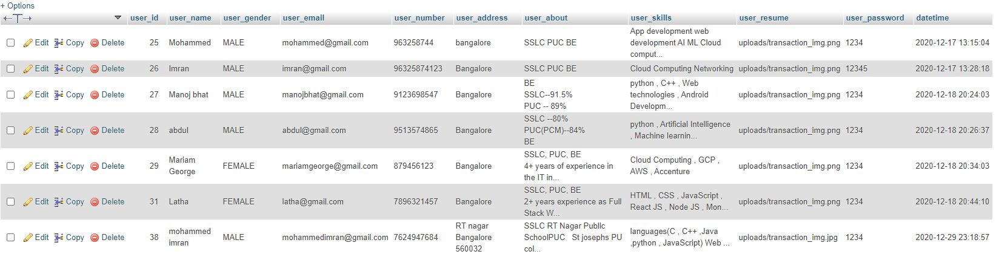 + Options
user_id user_name user_gender user_email user_number user_address user_about user_skills user_resume user_password datetime
Edit Copy Delete 25 Mohammed MALE mohammed@gmail.com 963258744 bangalore SSLC PUC BE App development web
development AI ML Cloud
comput... uploads/transaction_img.png 1234 2020-12-17 13:15:04
Edit Copy Delete 26 Imran MALE imran@gmail.com 96325874123 Bangalore SSLC PUC BE Cloud Computing Networking uploads/transaction_img.png 12345 2020-12-17 13:28:18
Edit Copy Delete 27 Manoj bhat MALE manojbhat@gmail.com 9123698547 Bangalore BE
SSLC--91.5%
PUC -- 89% python , C++ , Web
technologies , Android
Developm... uploads/transaction_img.png 1234 2020-12-18 20:24:03
Edit Copy Delete 28 abdul MALE abdul@gmail.com 9513574865 Bangalore SSLC --80%
PUC(PCM)--84%
BE python , Artificial Intelligence
, Machine learnin... uploads/transaction_img.png 1234 2020-12-18 20:26:37
Edit Copy Delete 29 Mariam
George FEMALE mariamgeorge@gmail.com 879456123 Bangalore SSLC, PUC, BE
4+ years of experience in
the IT in... Cloud Computing , GCP ,
AWS , Accenture uploads/transaction_img.png 1234 2020-12-18 20:34:03
Edit Copy Delete 31 Latha FEMALE latha@gmail.com 7896321457 Bangalore SSLC, PUC, BE
2+ years experience as Full
Stack W... HTML , CSS , JavaScript ,
React JS , Node JS , Mon... uploads/transaction_img.png 1234 2020-12-18 20:44:10
Edit Copy Delete 38 mohammed
imran MALE mohammedimran@gmail.com 7624947684 RT nagar
Bangalore
560032 SSLC RT Nagar Public
SchoolPUC St josephs PU
col... languages(C , C++ ,Java
,python , JavaScript) Web ... uploads/transaction_img.jpg 1234 2020-12-29 23:18:57